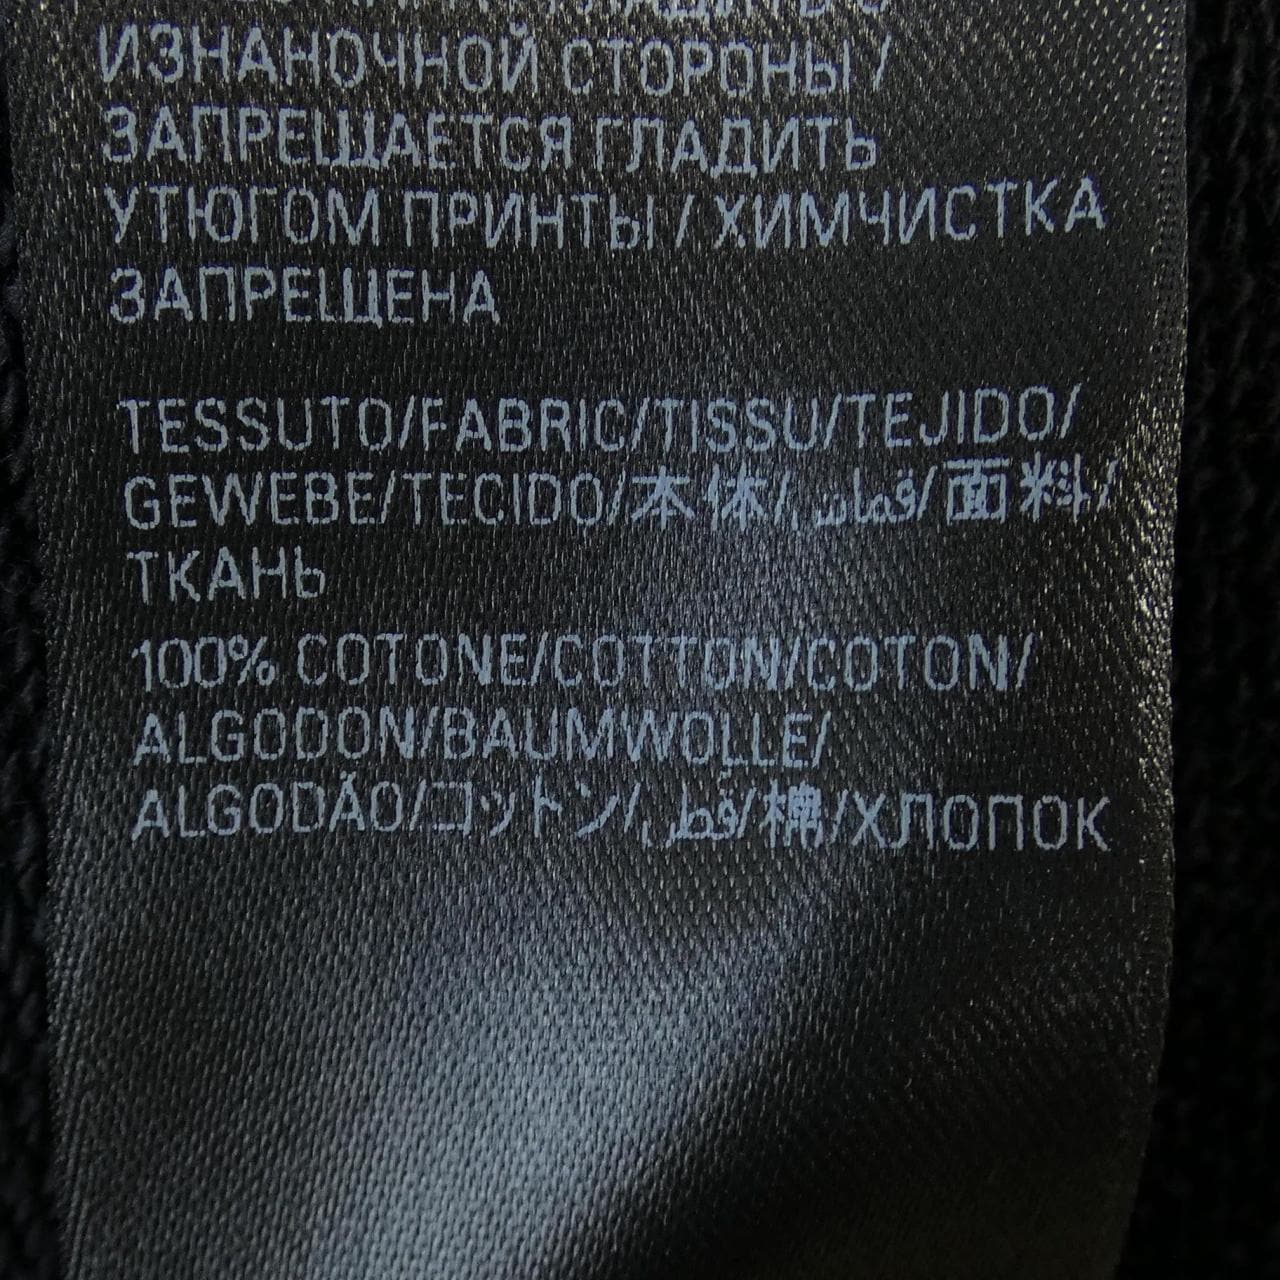 ИЗНАНОЧНОЙ СТОРОНЫ /
ЗАПРЕЩАЕТСЯ ГЛАДИТЬ
УТЮГОМ ПРИНТЫ / ХИМЧИСТКА
ЗАПРЕЩЕНА
TESSUTO/FABRIC/TISSU/TEJIDO/
GEWEBE/TECIDO/本体/قماش/面料/
ТКАНЬ
100% COTONE/COTTON/COTON/
ALGODON/BAUMWOLLE/
ALGODÃO/コットン/قطن/棉/ХЛОПОК